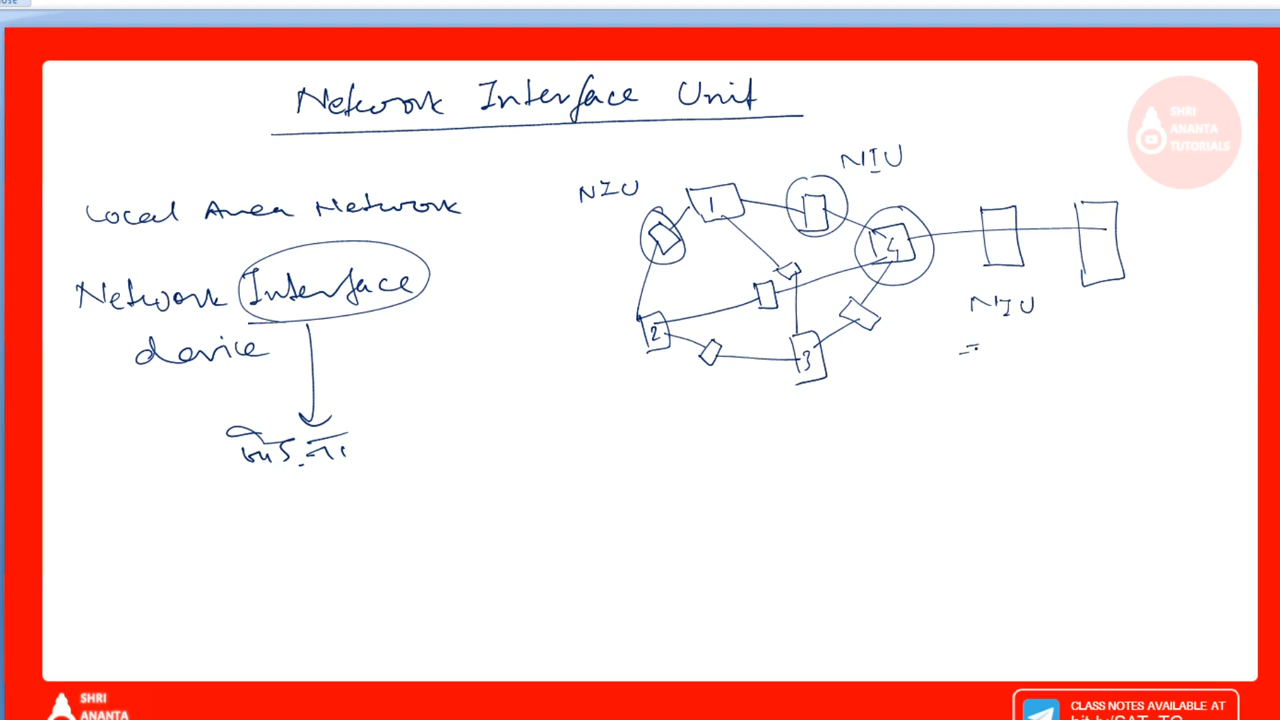 Network Interface Unit
SHRI
ANANTA
TUTORIALS
NIU
NIU
Local Area Network
Network Interface
device
1
4
2
3
NIU
SHRI
ANANTA
CLASS NOTES AVAILABLE AT